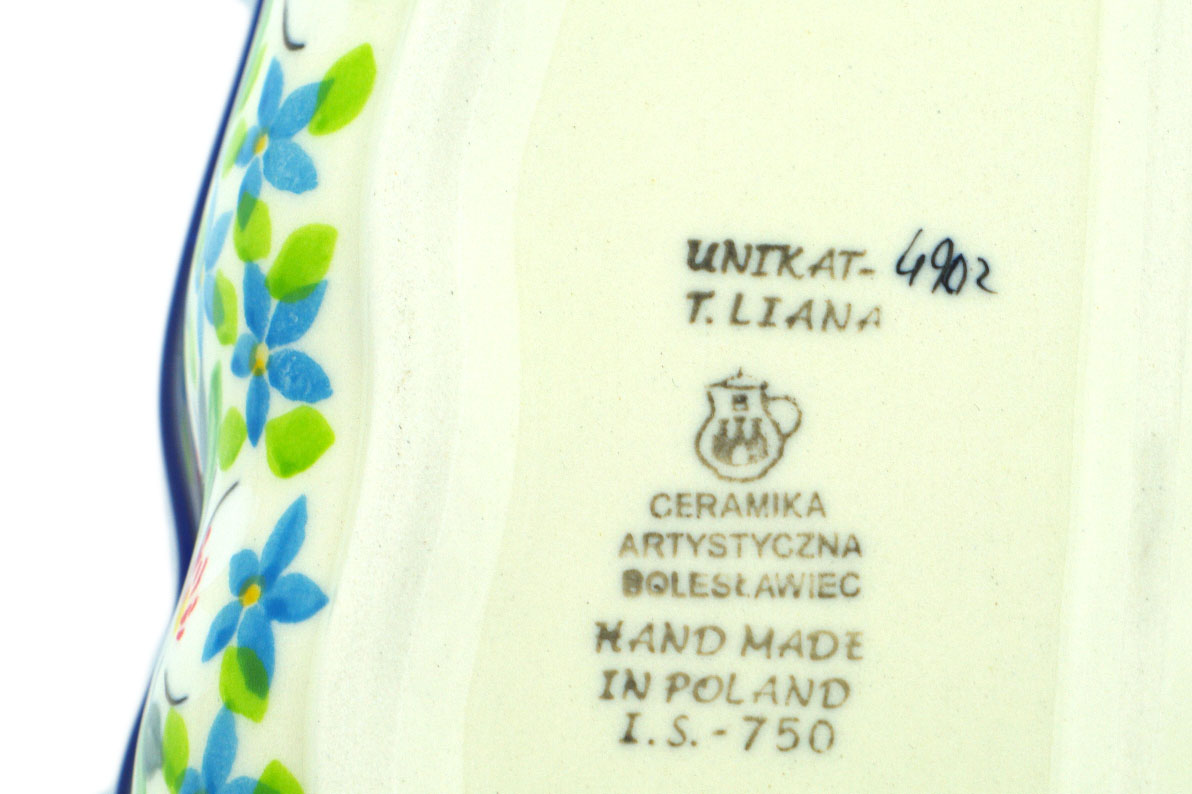 UNIKAT- 4902
T. LIANA
CERAMIKA
ARTYSTYCZNA
BOLESŁAWIEC
HAND MADE
IN POLAND
I.S.-750